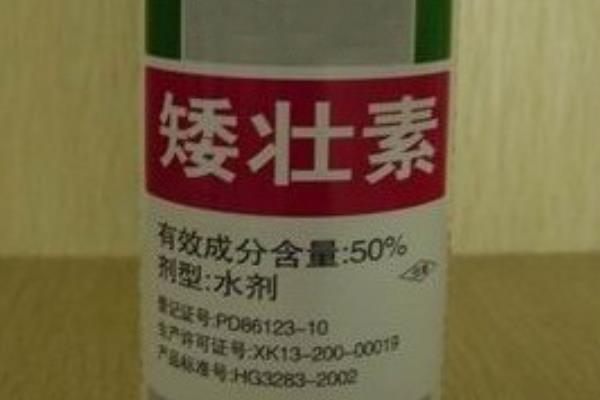 矮壮素
有效成分含量:50%
剂型:水剂
登记证号:PD86123-10
生产许可证号:XK13-200-00019
产品标准号:HG3283-2002